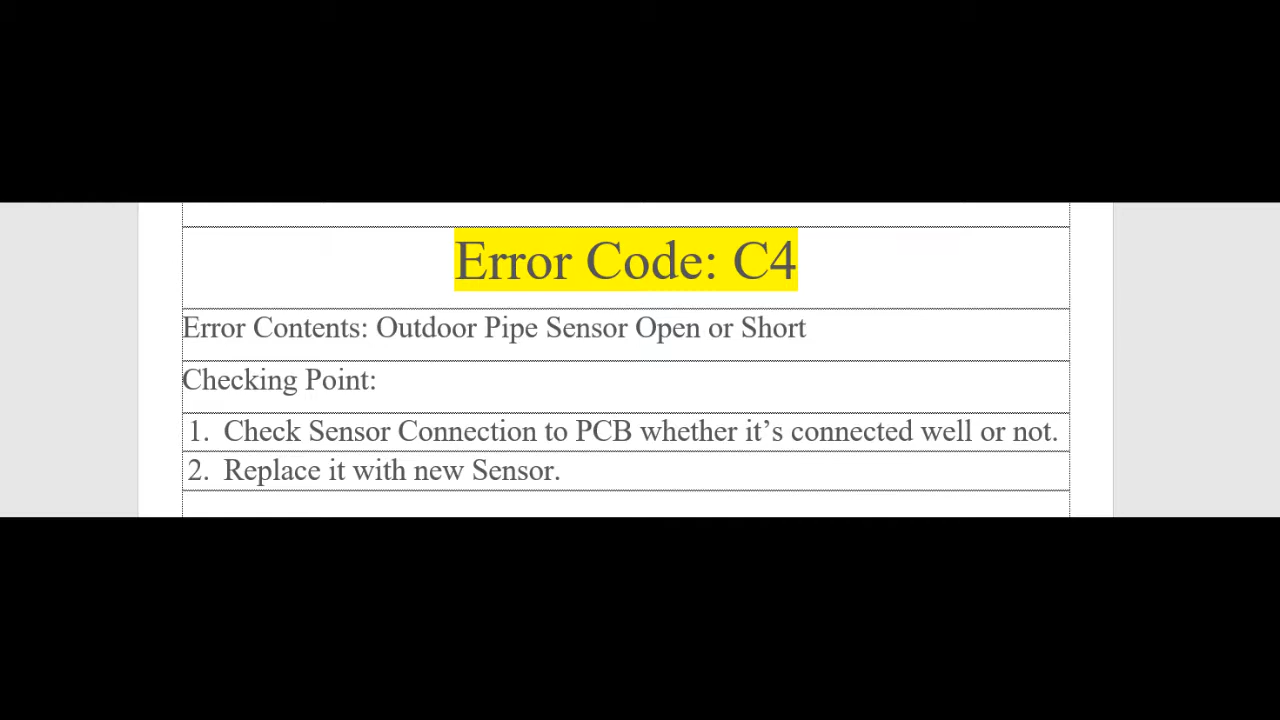 Error Code: C4
Error Contents: Outdoor Pipe Sensor Open or Short
Checking Point:
1. Check Sensor Connection to PCB whether it’s connected well or not.
2. Replace it with new Sensor.